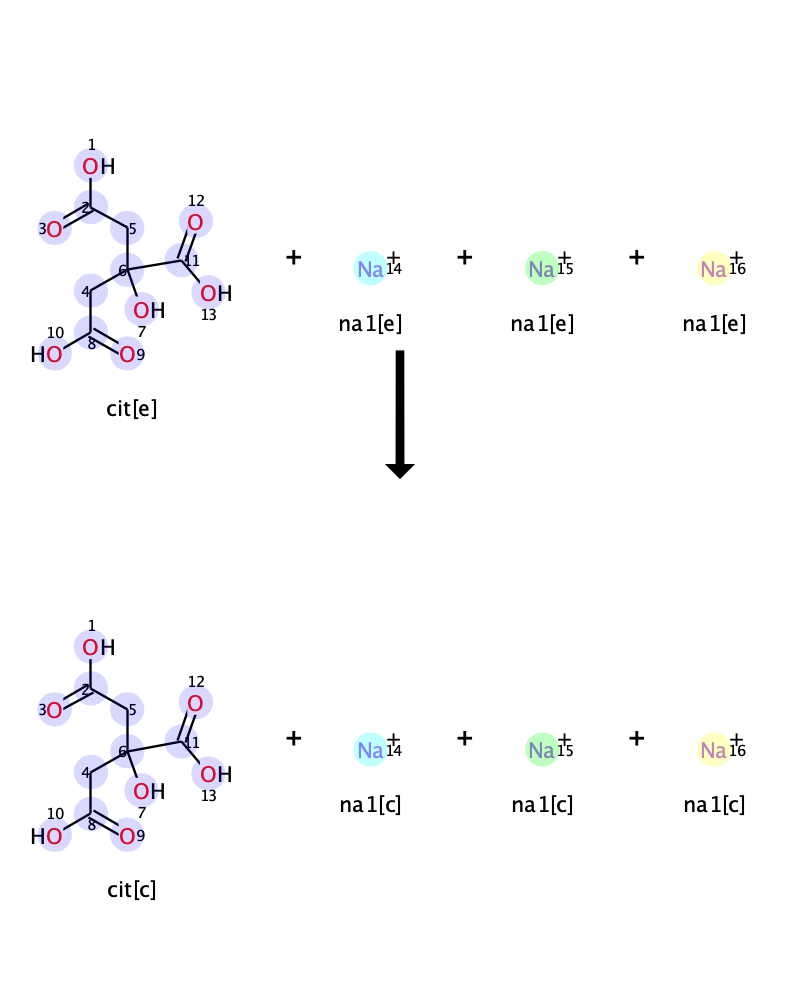 1
OH
2
3O
5
12
O
6
11
4
OH
7
OH
13
10
HO
8
O9
+
Na+
14
+
Na+
15
+
Na+
16
na1[e]
na1[e]
na1[e]
cit[e]
1
OH
2
3O
5
12
O
6
11
4
OH
7
OH
13
10
HO
8
O9
+
Na+
14
+
Na+
15
+
Na+
16
na1[c]
na1[c]
na1[c]
cit[c]